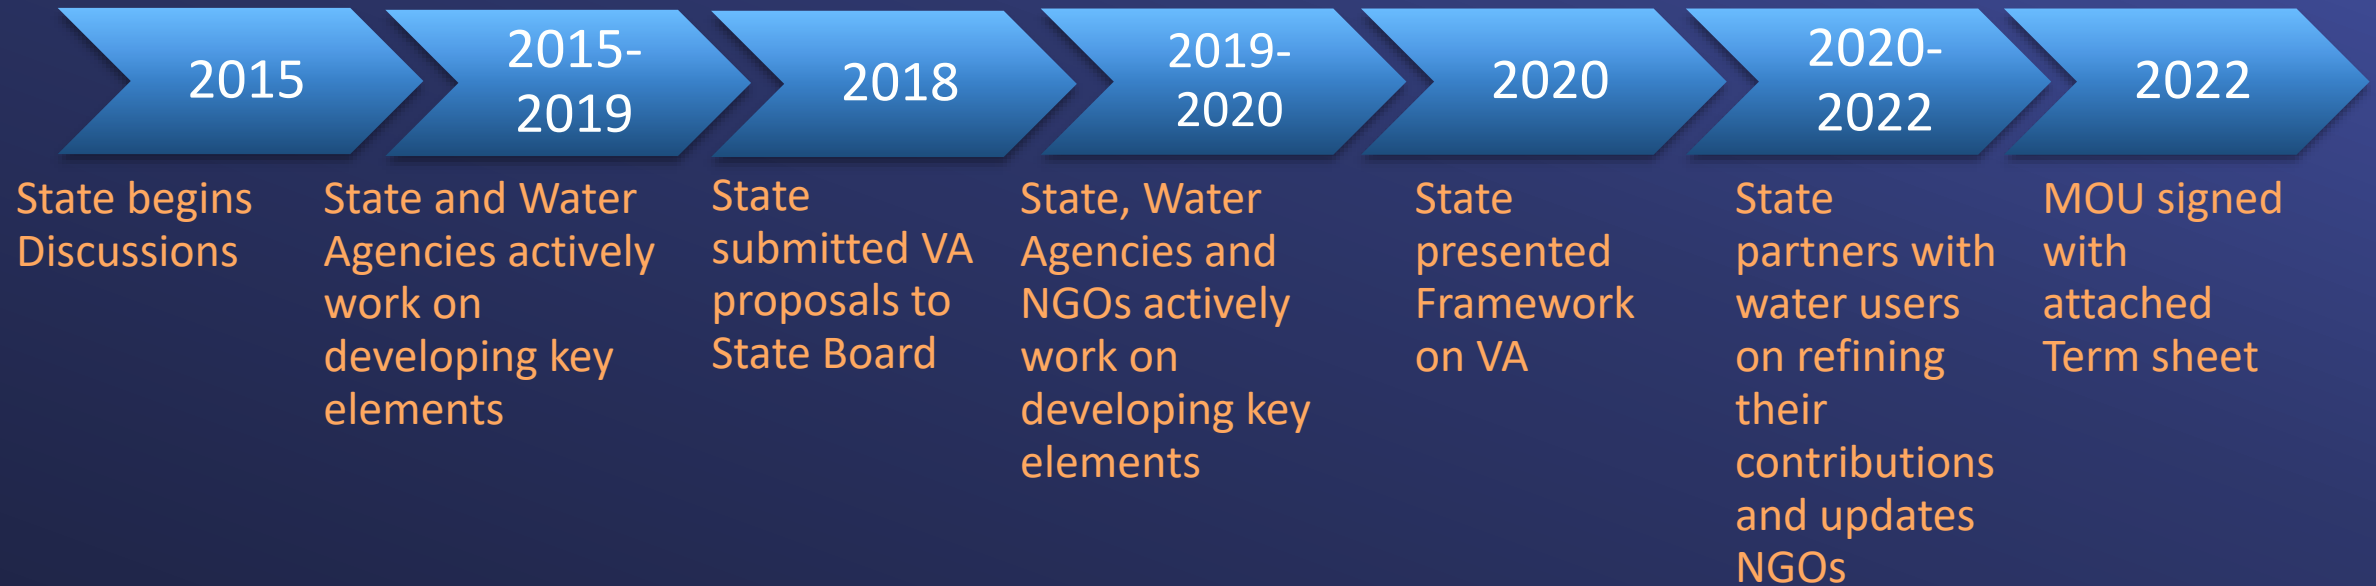 2015
State begins
Discussions
2015-
2019
State and Water
Agencies actively
work on
developing key
elements
2018
State
submitted VA
proposals to
State Board
2019-
2020
State, Water
Agencies and
NGOs actively
work on
developing key
elements
2020
State
presented
Framework
on VA
2020-
2022
State
partners with
water users
on refining
their
contributions
and updates
NGOs
2022
MOU signed
with
attached
Term sheet